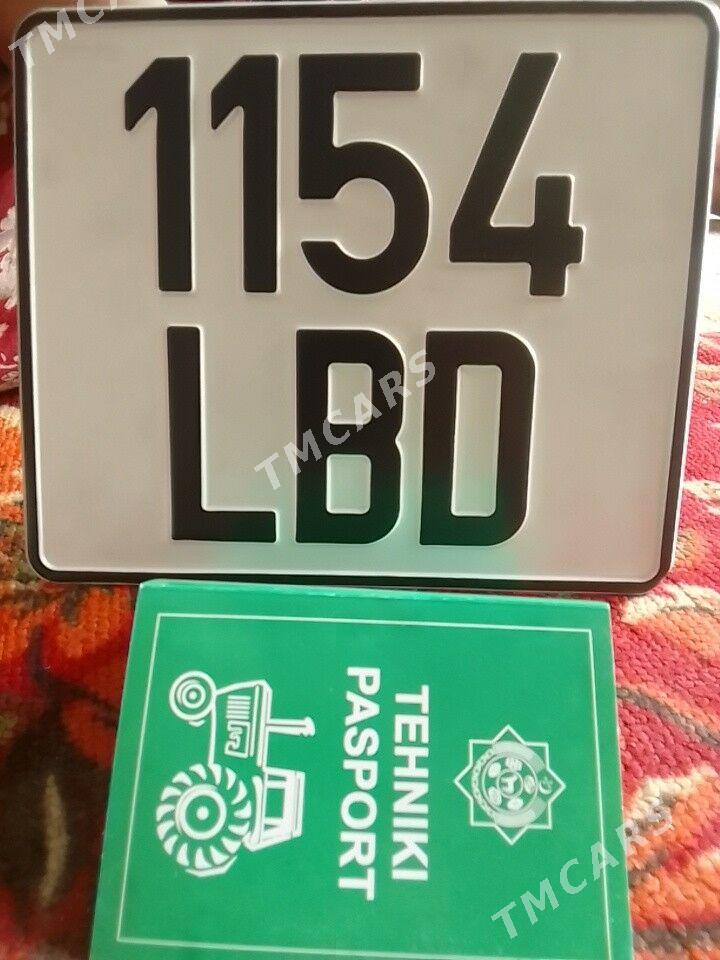 1154
LBD
TEHNIKI
PASPORT
TMCARS
TMCARS
TMCARS